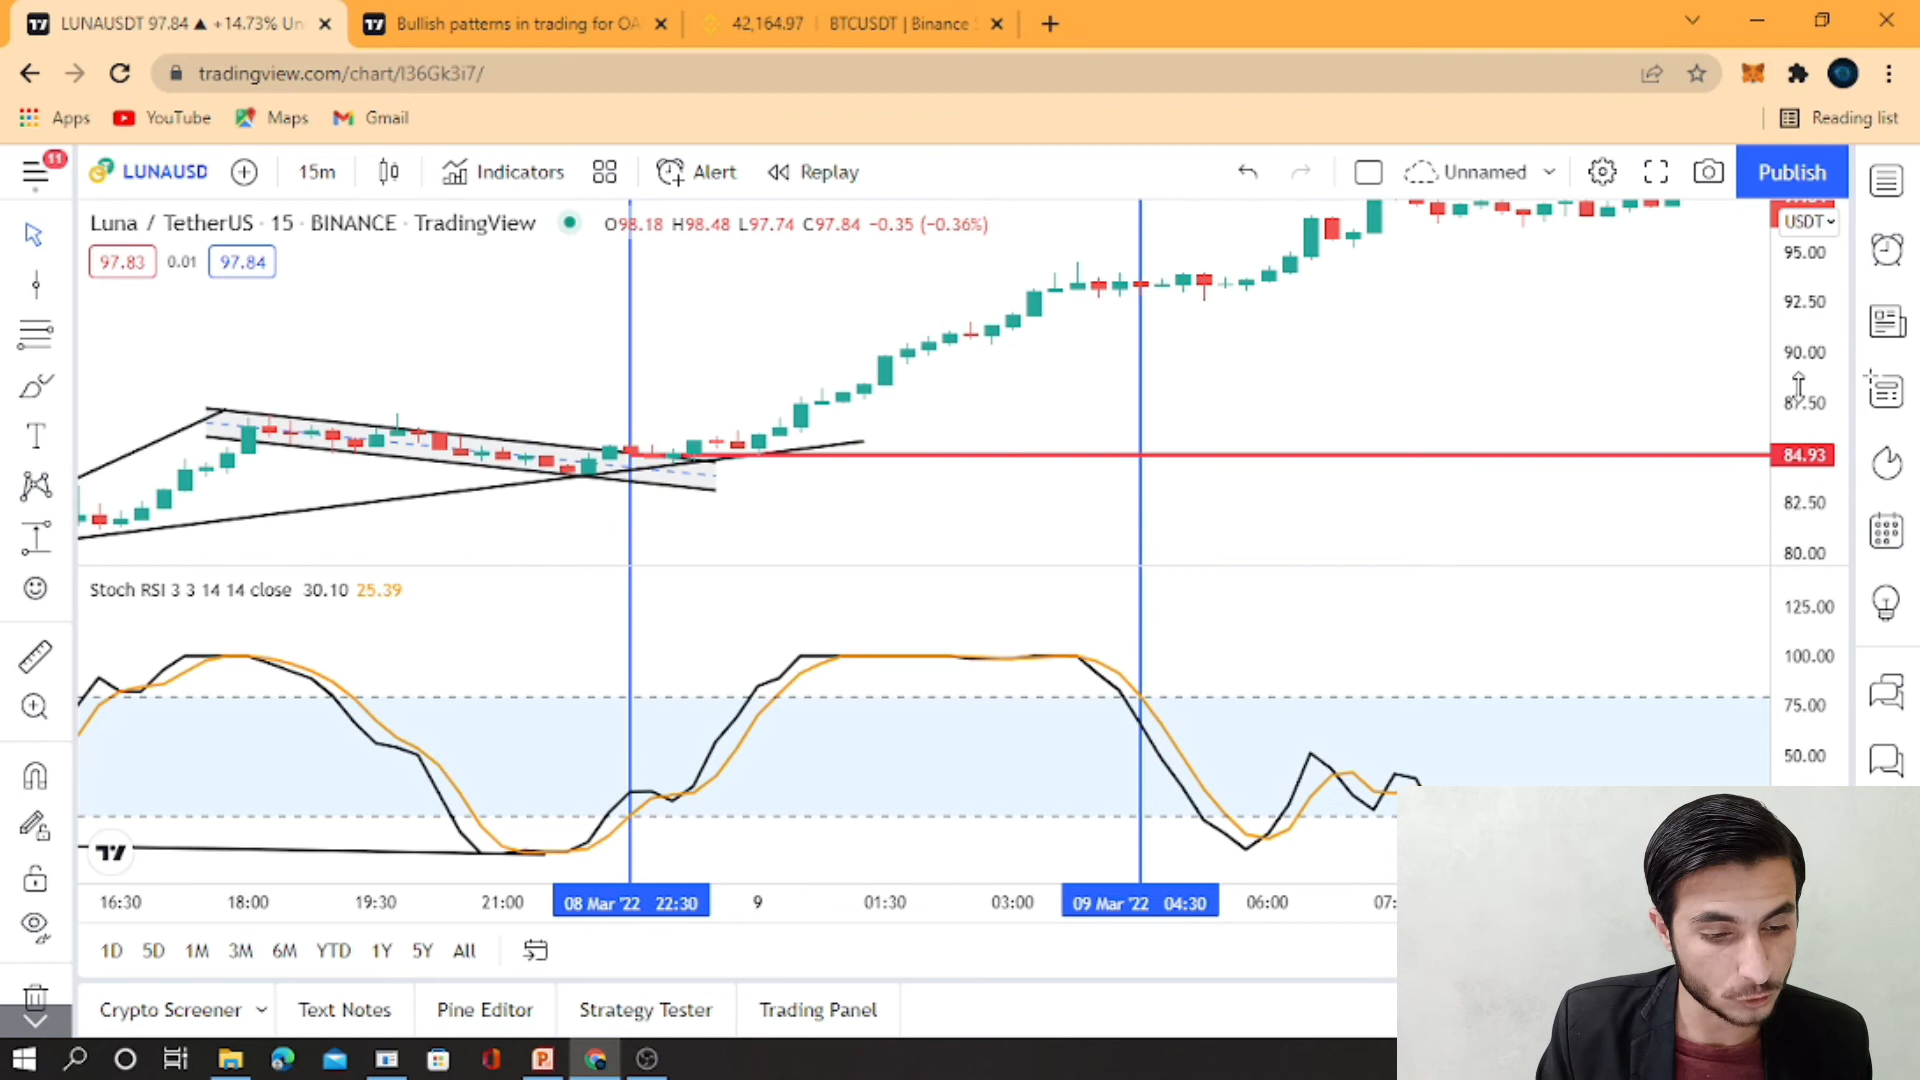 LUNAUSDT 97.84 ▲ +14.73% Un
Bullish patterns in trading for OA
42,164.97 BTCUSDT | Binance S
tradingview.com/chart/l36Gk3i7/
Apps YouTube Maps Gmail Reading list
11
LUNAUSD 15m Indicators Alert Replay Unnamed Publish
Luna / TetherUS · 15 · BINANCE · TradingView O98.18 H98.48 L97.74 C97.84 −0.35 (−0.36%)
USDT
97.83 0.01 97.84
95.00
92.50
90.00
87.50
84.93
82.50
80.00
Stoch RSI 3 3 14 14 close 30.10 25.39
125.00
100.00
75.00
50.00
16:30 18:00 19:30 21:00 08 Mar '22 22:30 9 01:30 03:00 09 Mar '22 04:30 06:00 07:
1D 5D 1M 3M 6M YTD 1Y 5Y All
Crypto Screener Text Notes Pine Editor Strategy Tester Trading Panel